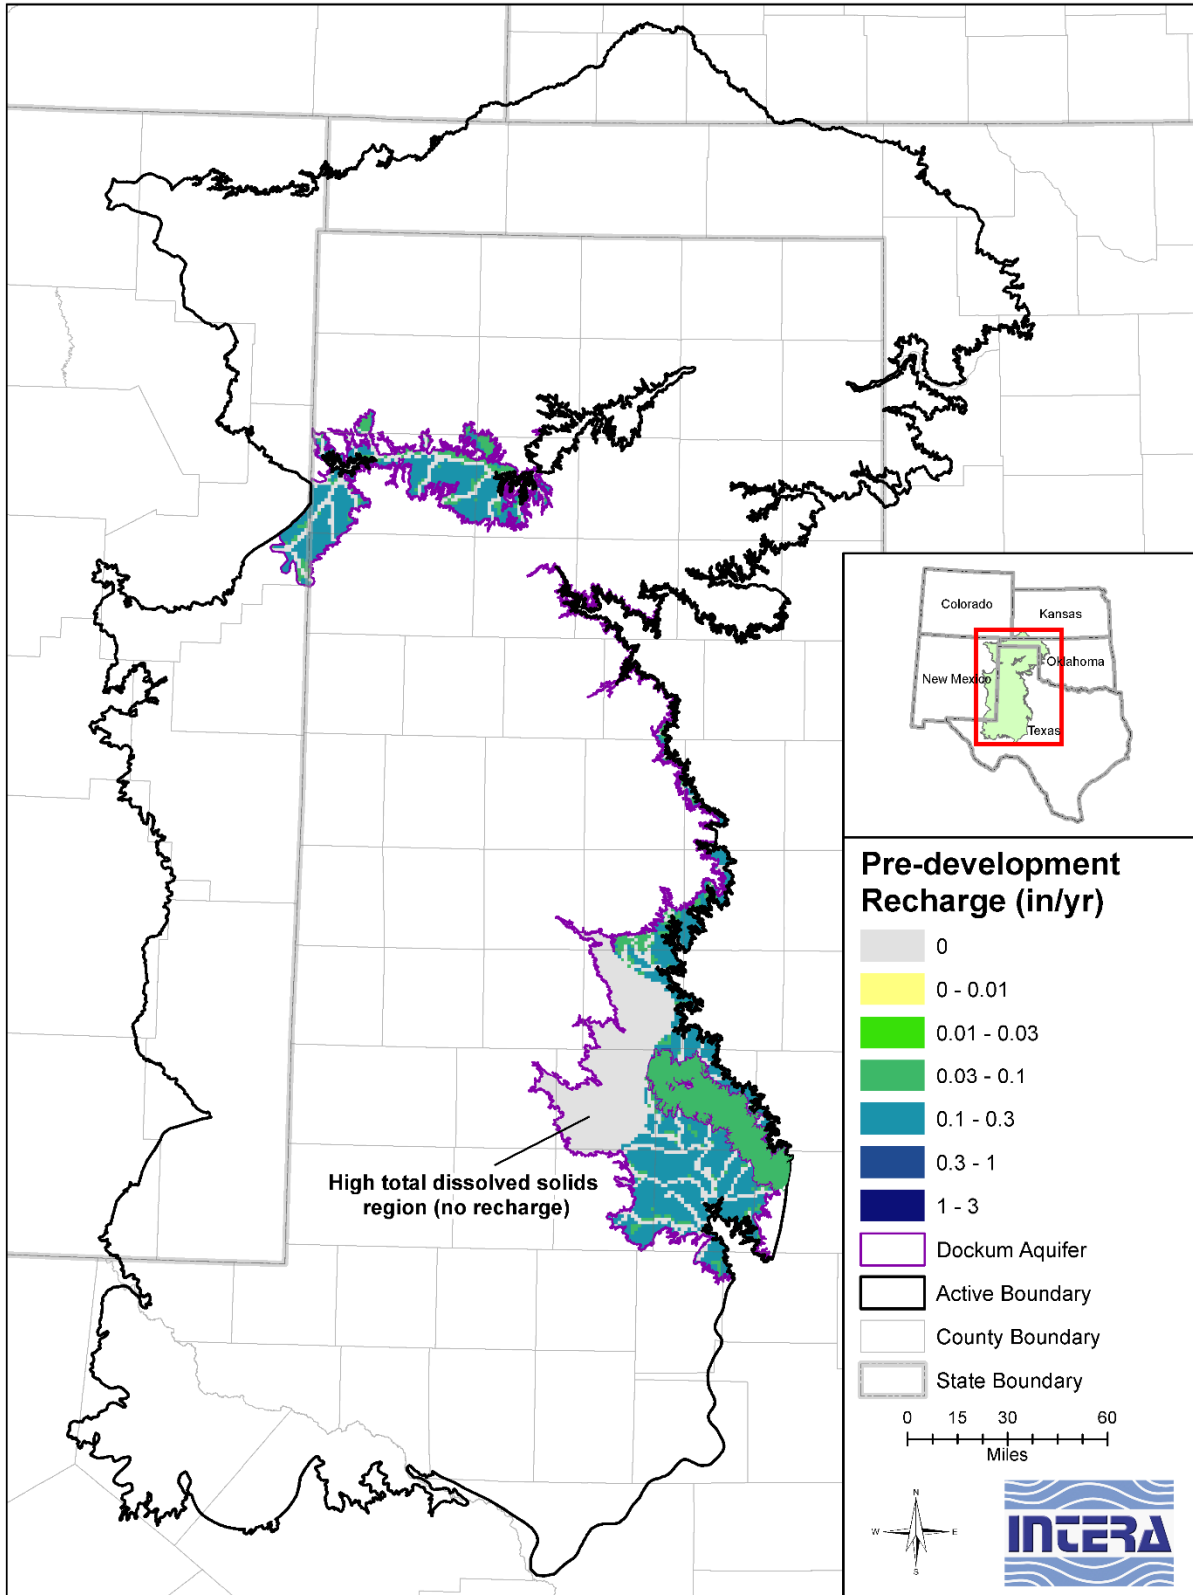 Colorado
Kansas
New Mexico
Oklahoma
Texas
Pre-development
Recharge (in/yr)
0
0 - 0.01
0.01 - 0.03
0.03 - 0.1
0.1 - 0.3
0.3 - 1
1 - 3
Dockum Aquifer
Active Boundary
County Boundary
State Boundary
0 15 30 60
Miles
High total dissolved solids
region (no recharge)
N
W E
S
INTERA